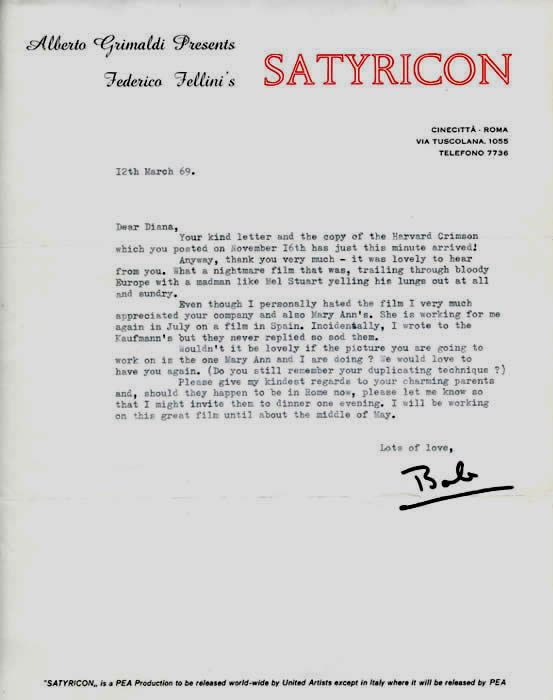 Alberto Grimaldi Presents
Federico Fellini's
SATYRICON
CINECITTÀ · ROMA
VIA TUSCOLANA, 1055
TELEFONO 7736
12th March 69.
Dear Diana,
Your kind letter and the copy of the Harvard Crimson
which you posted on November 16th has just this minute arrived!
Anyway, thank you very much - it was lovely to hear
from you. What a nightmare film that was, trailing through bloody
Europe with a madman like Mel Stuart yelling his lungs out at all
and sundry.
Even though I personally hated the film I very much
appreciated your company and also Mary Ann's. She is working for me
again in July on a film in Spain. Incidentally, I wrote to the
Kaufmann's but they never replied so sod them.
Wouldn't it be lovely if the picture you are going to
work on is the one Mary Ann and I are doing ? We would love to
have you again. (Do you still remember your duplicating technique ?)
Please give my kindest regards to your charming parents
and, should they happen to be in Rome now, please let me know so
that I might invite them to dinner one evening. I will be working
on this great film until about the middle of May.
Lots of love,
Bob
"SATYRICON„ is a PEA Production to be released world-wide by United Artists except in Italy where it will be released by PEA